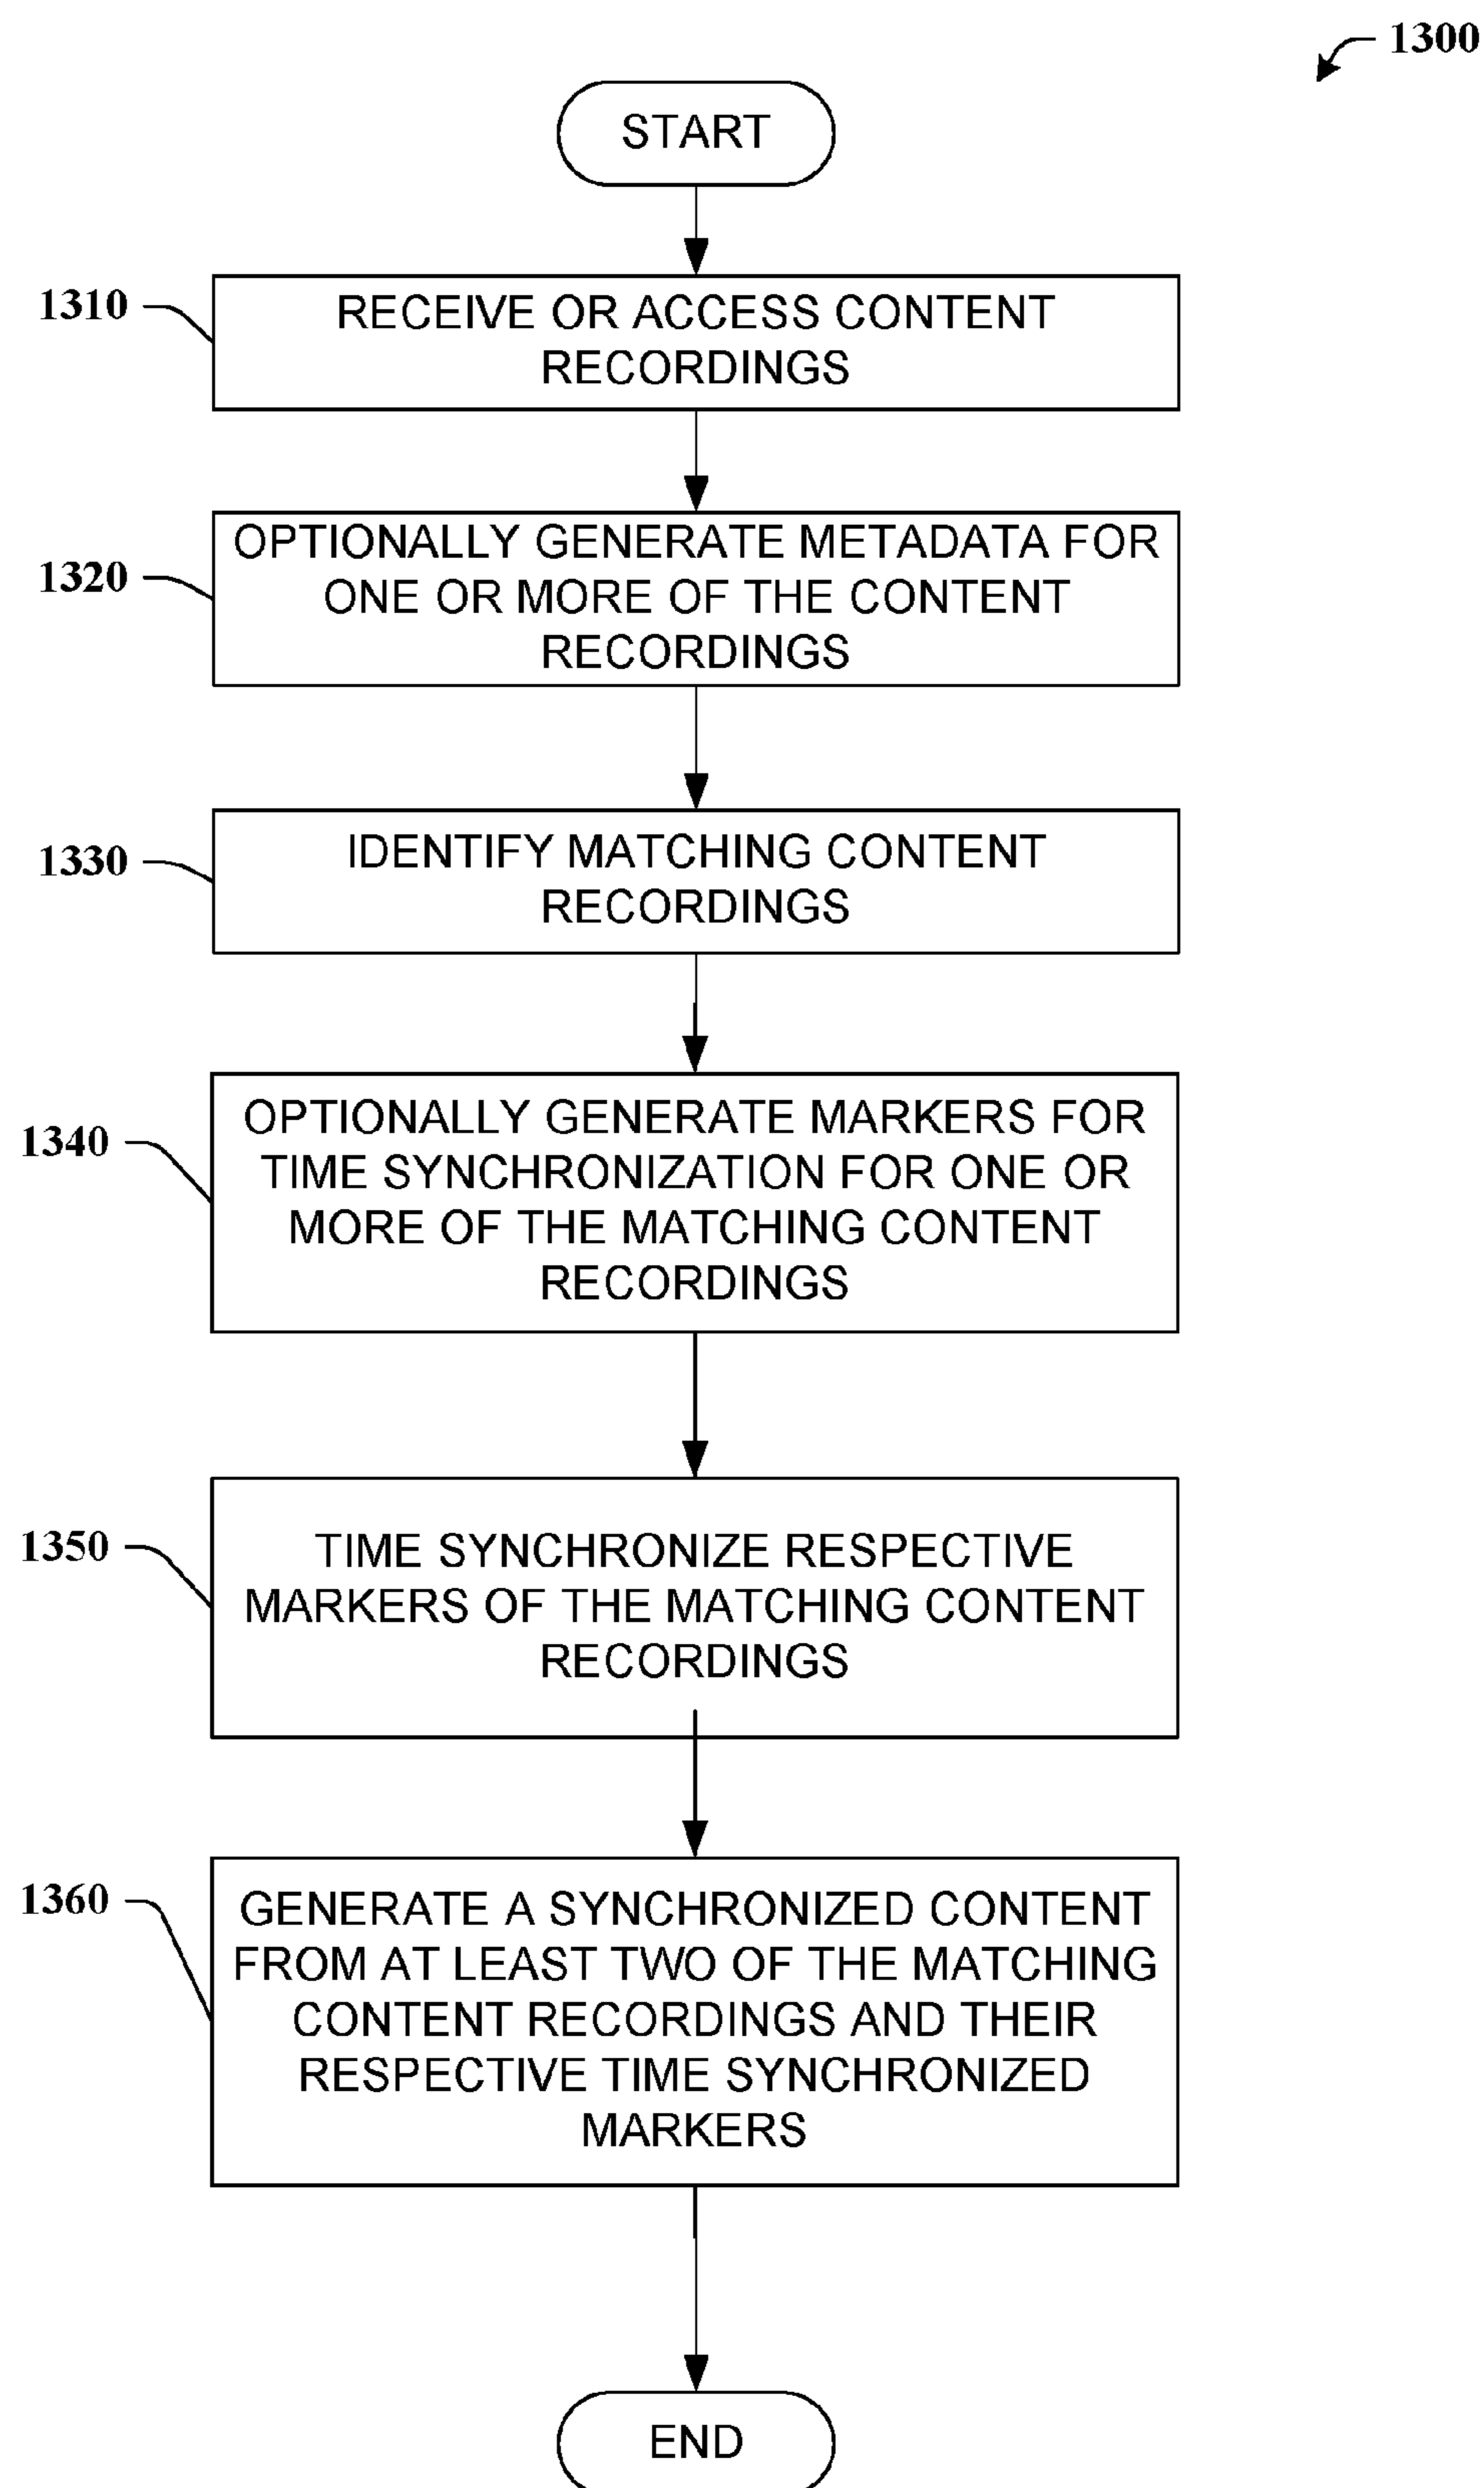 1300
START
1310
RECEIVE OR ACCESS CONTENT
RECORDINGS
1320
OPTIONALLY GENERATE METADATA FOR
ONE OR MORE OF THE CONTENT
RECORDINGS
1330
IDENTIFY MATCHING CONTENT
RECORDINGS
1340
OPTIONALLY GENERATE MARKERS FOR
TIME SYNCHRONIZATION FOR ONE OR
MORE OF THE MATCHING CONTENT
RECORDINGS
1350
TIME SYNCHRONIZE RESPECTIVE
MARKERS OF THE MATCHING CONTENT
RECORDINGS
1360
GENERATE A SYNCHRONIZED CONTENT
FROM AT LEAST TWO OF THE MATCHING
CONTENT RECORDINGS AND THEIR
RESPECTIVE TIME SYNCHRONIZED
MARKERS
END